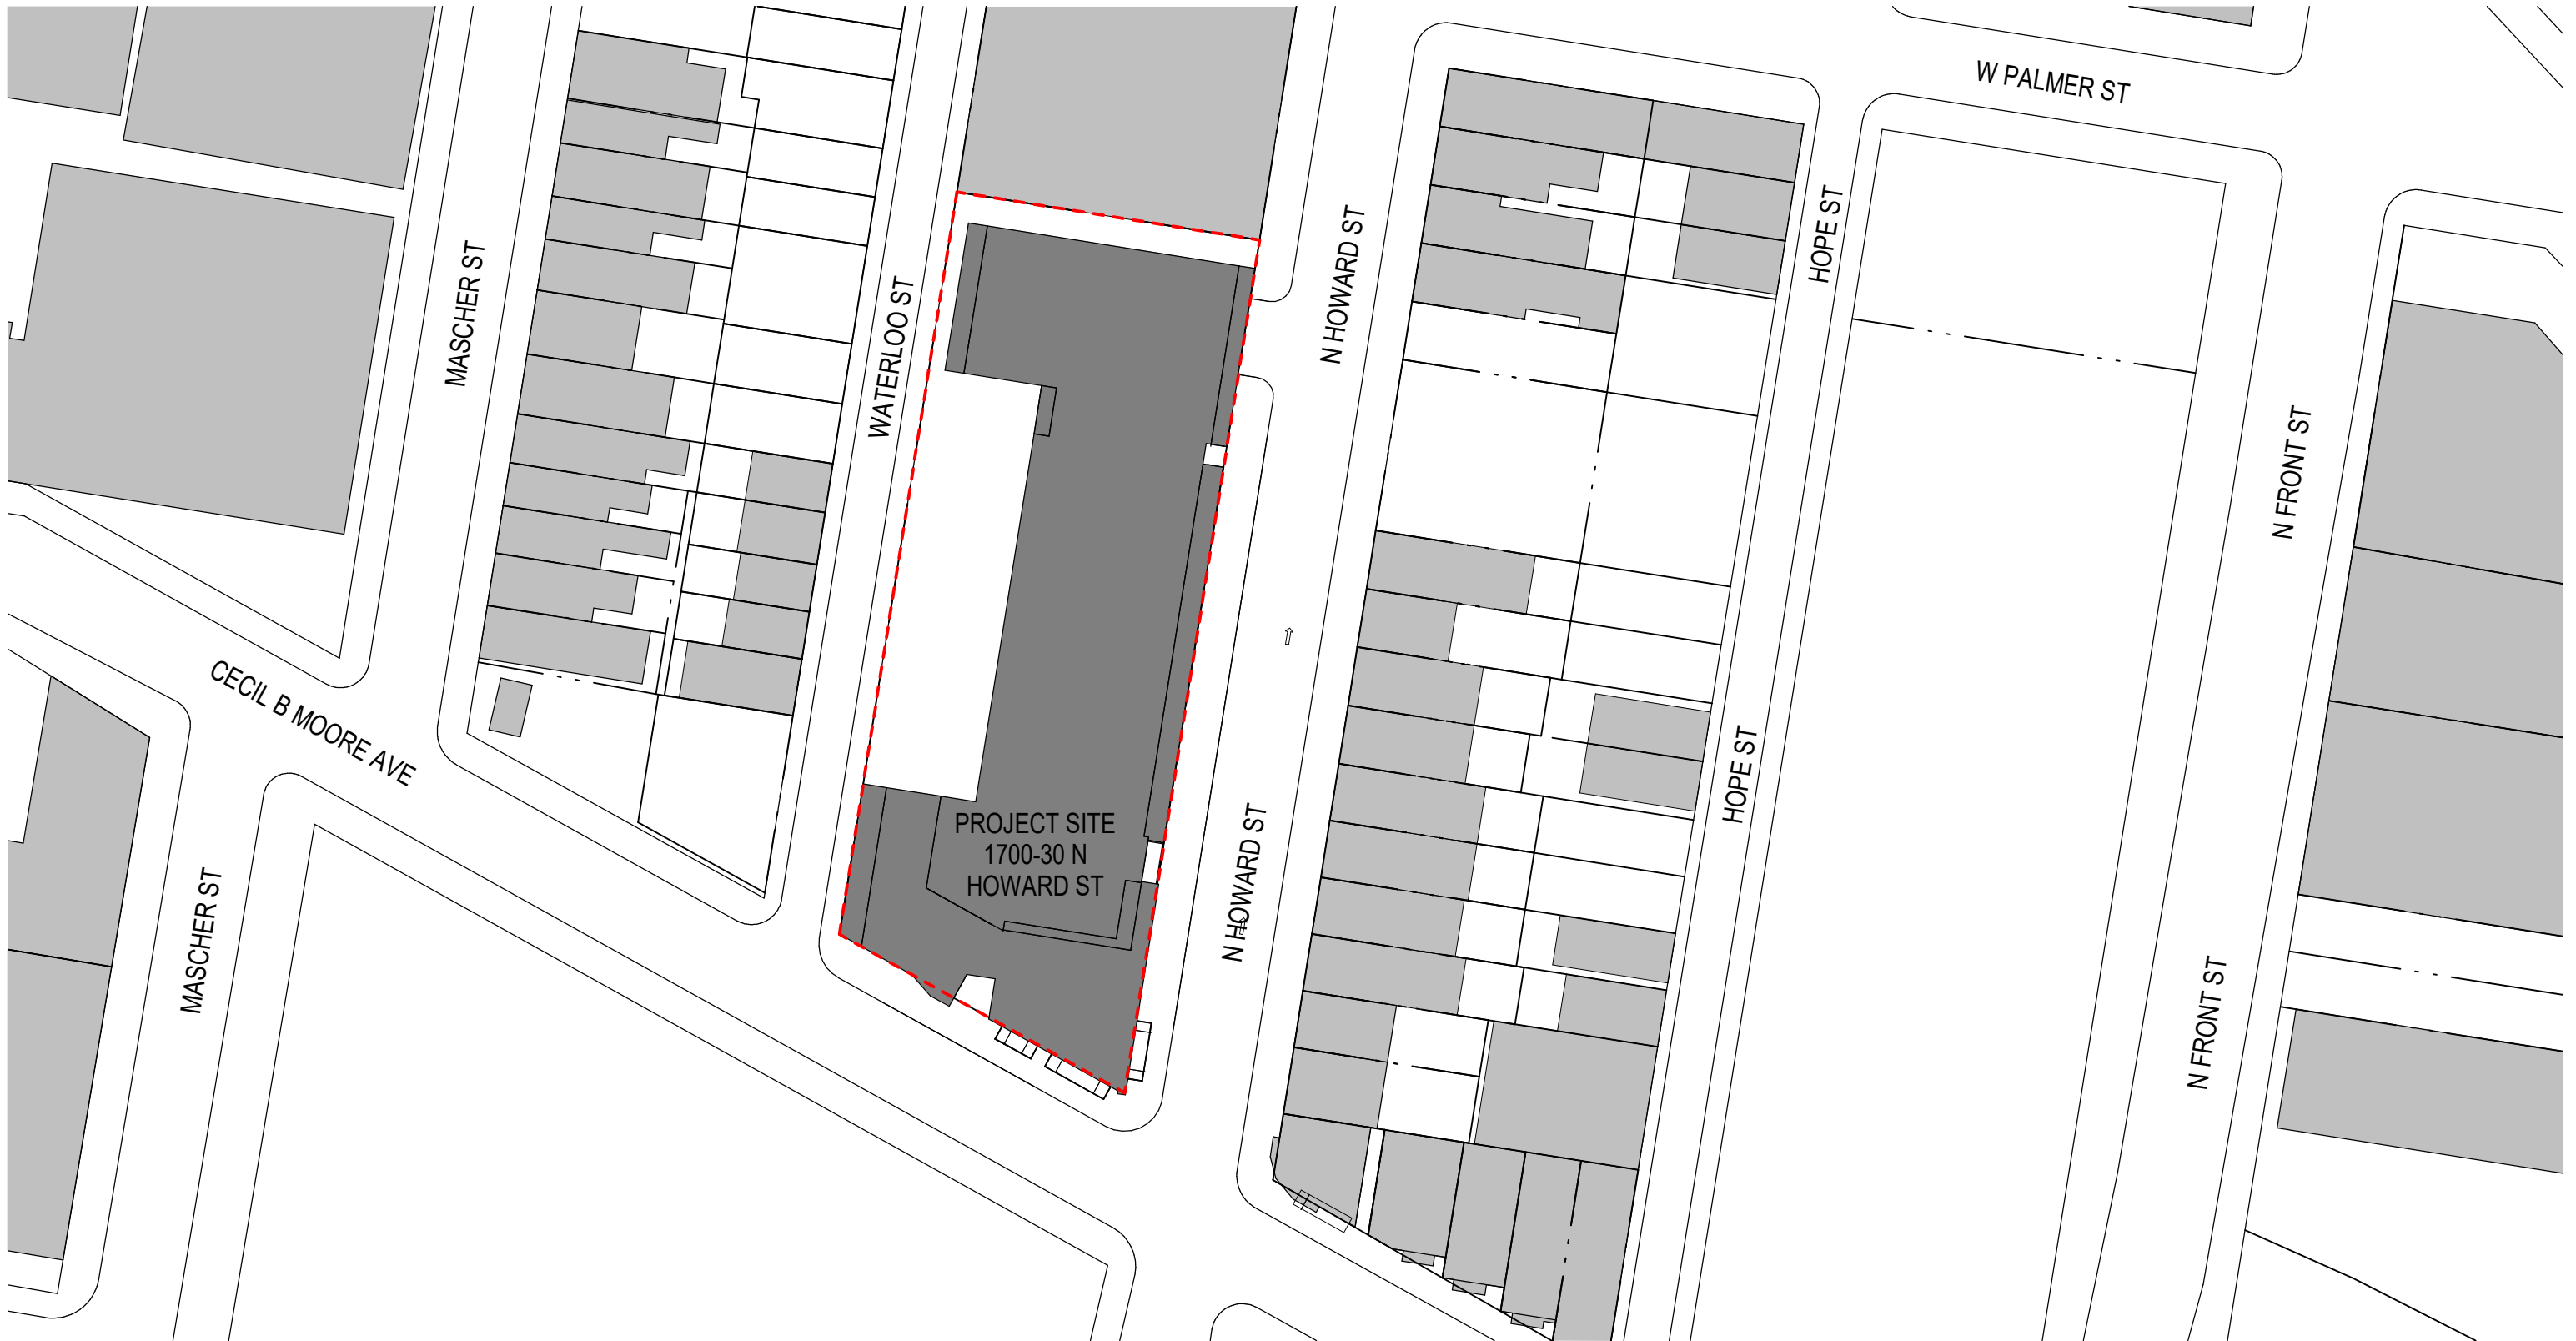 W PALMER ST
HOPE ST
N HOWARD ST
MASCHER ST
WATERLOO ST
N FRONT ST
CECIL B MOORE AVE
HOPE ST
PROJECT SITE
1700-30 N
HOWARD ST
N HOWARD ST
MASCHER ST
N FRONT ST